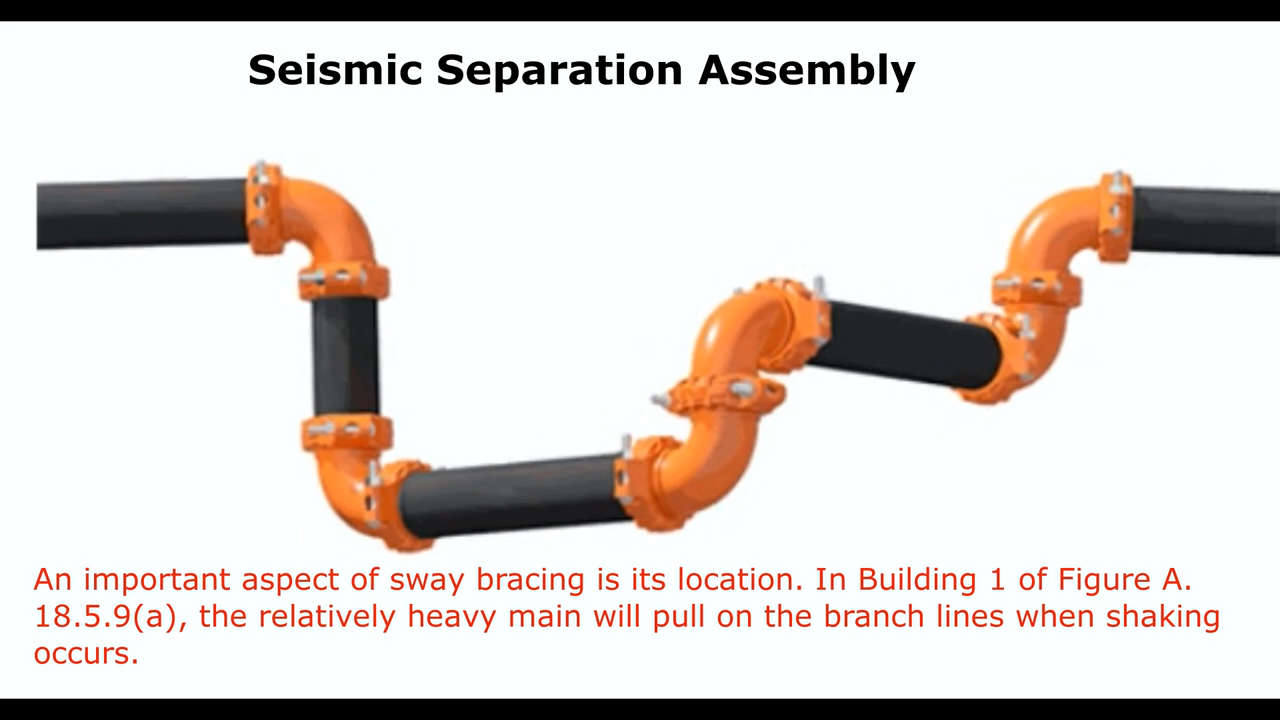 Seismic Separation Assembly
An important aspect of sway bracing is its location. In Building 1 of Figure A.
18.5.9(a), the relatively heavy main will pull on the branch lines when shaking
occurs.